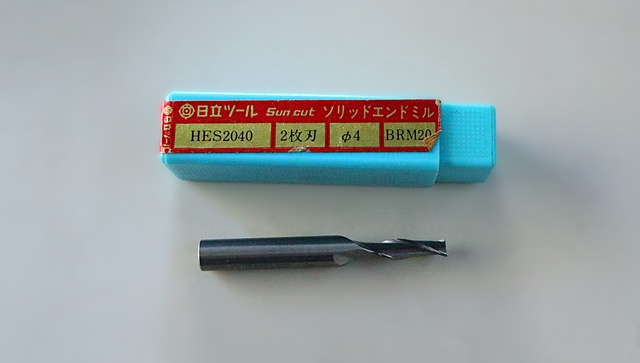 日立ツール Sun cut ソリッドエンドミル
HES2040 2枚刃 φ4 BRM20